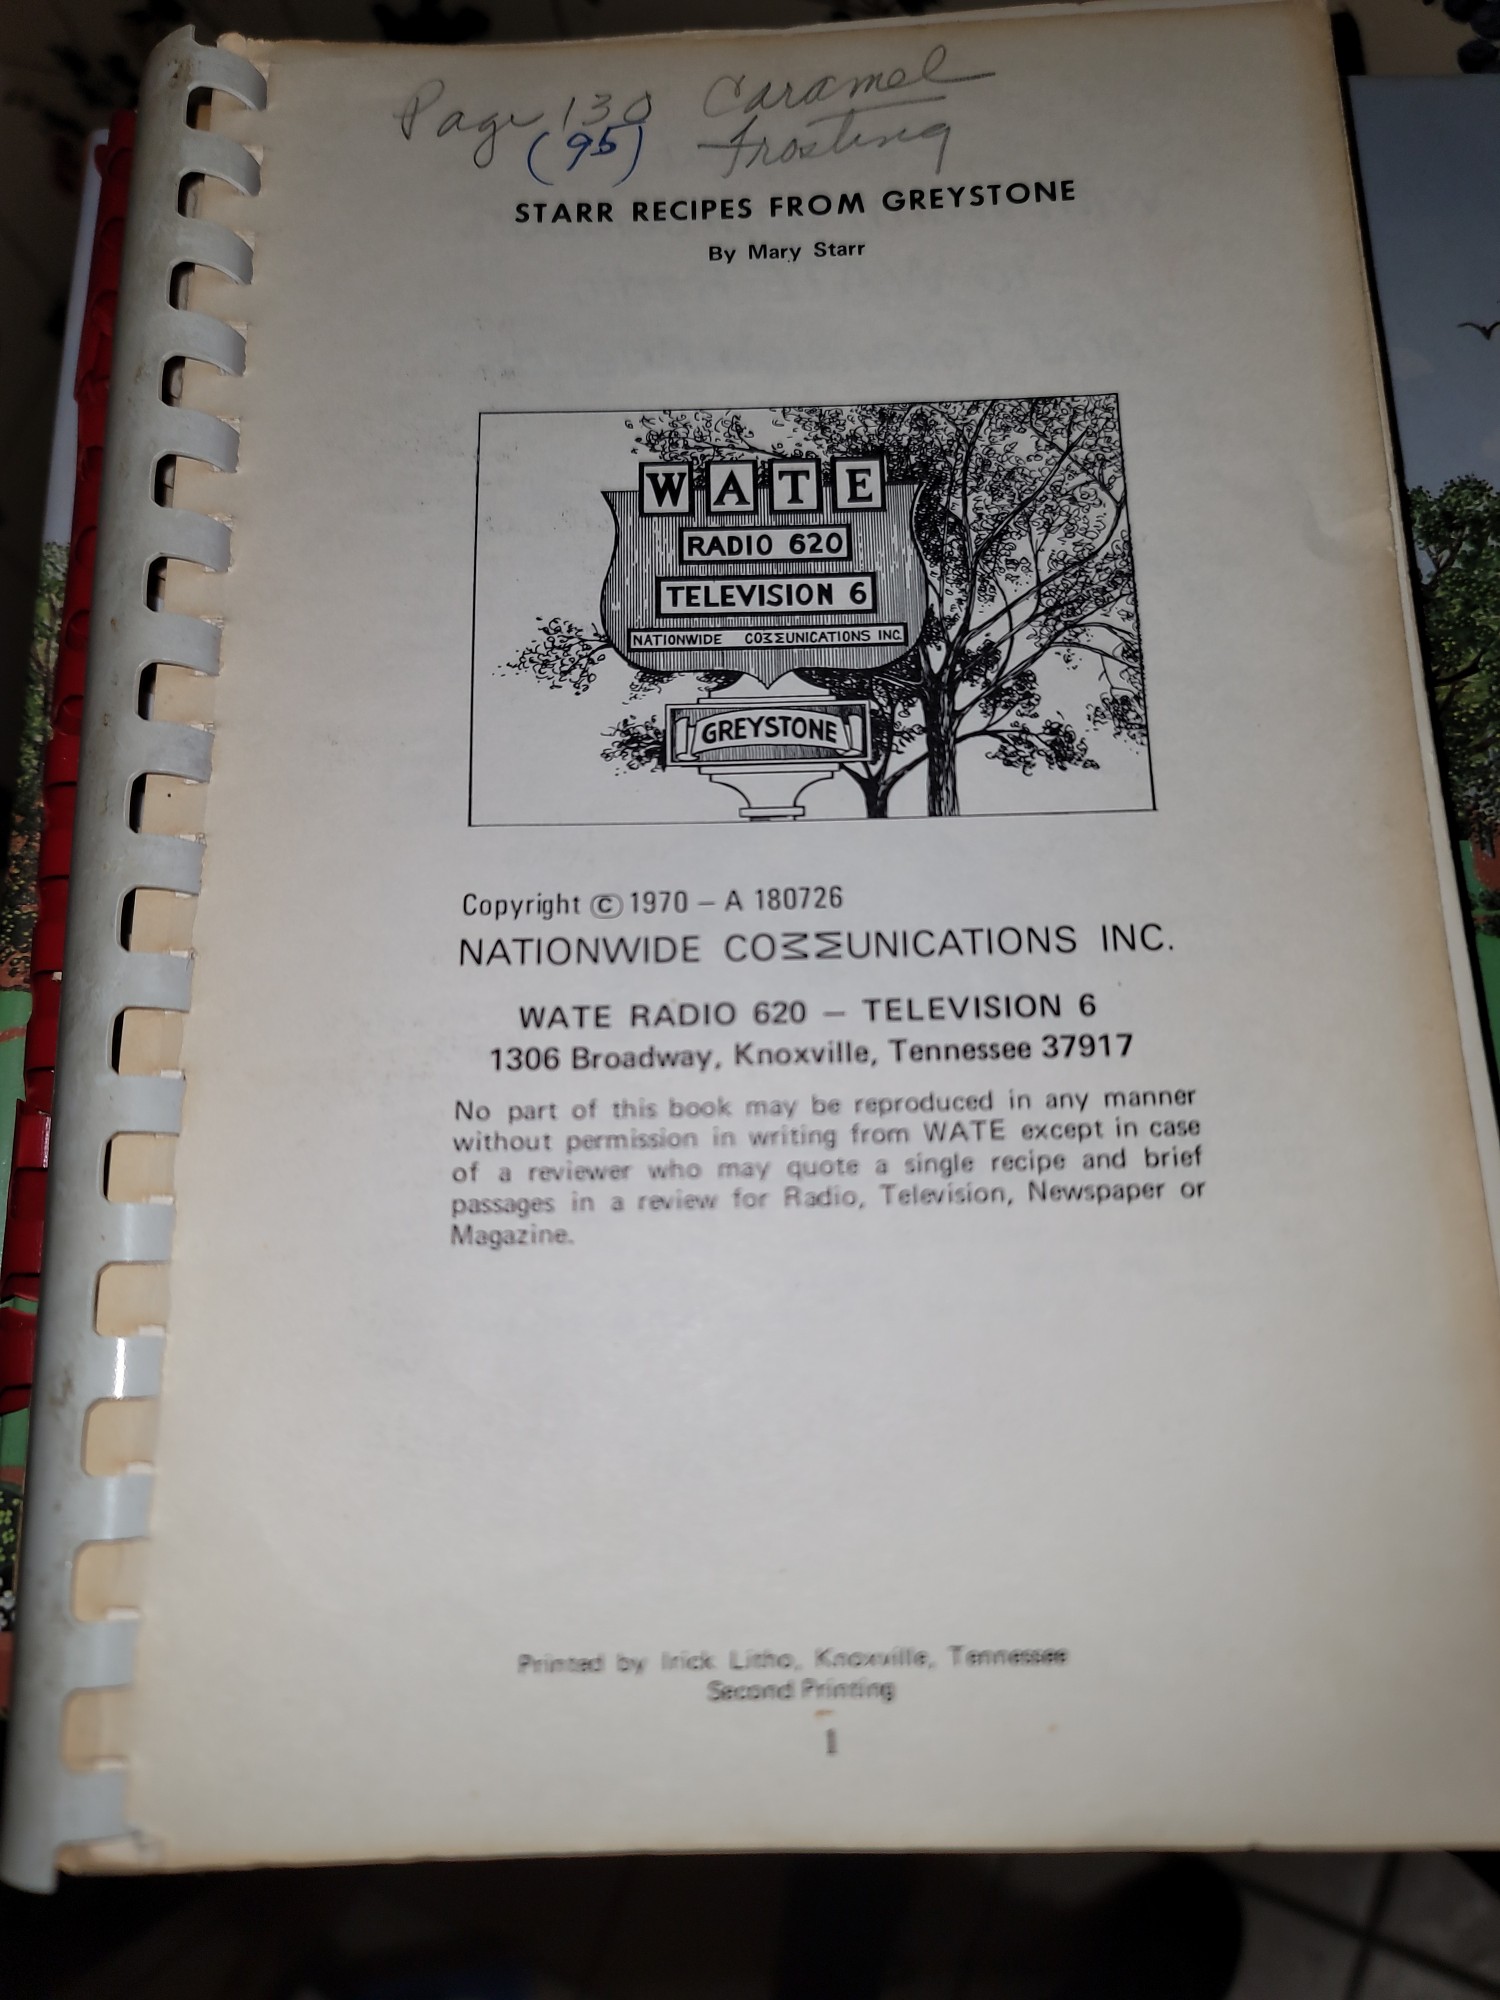 Page 130 Caramel
(95) Frosting
STARR RECIPES FROM GREYSTONE
By Mary Starr
WATE
RADIO 620
TELEVISION 6
NATIONWIDE COΣΣUNICATIONS INC.
GREYSTONE
Copyright © 1970 – A 180726
NATIONWIDE COΣΣUNICATIONS INC.
WATE RADIO 620 – TELEVISION 6
1306 Broadway, Knoxville, Tennessee 37917
No part of this book may be reproduced in any manner
without permission in writing from WATE except in case
of a reviewer who may quote a single recipe and brief
passages in a review for Radio, Television, Newspaper or
Magazine.
Printed by Irick Litho, Knoxville, Tennessee
Second Printing
1